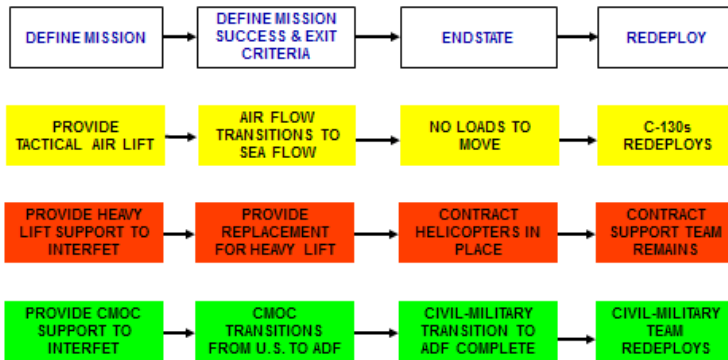 DEFINE MISSION
DEFINE MISSION
SUCCESS & EXIT
CRITERIA
ENDSTATE
REDEPLOY
PROVIDE
TACTICAL AIR LIFT
AIR FLOW
TRANSITIONS TO
SEA FLOW
NO LOADS TO
MOVE
C-130s
REDEPLOYS
PROVIDE HEAVY
LIFT SUPPORT TO
INTERFET
PROVIDE
REPLACEMENT
FOR HEAVY LIFT
CONTRACT
HELICOPTERS IN
PLACE
CONTRACT
SUPPORT TEAM
REMAINS
PROVIDE CMOC
SUPPORT TO
INTERFET
CMOC
TRANSITIONS
FROM U.S. TO ADF
CIVIL-MILITARY
TRANSITION TO
ADF COMPLETE
CIVIL-MILITARY
TEAM
REDEPLOYS